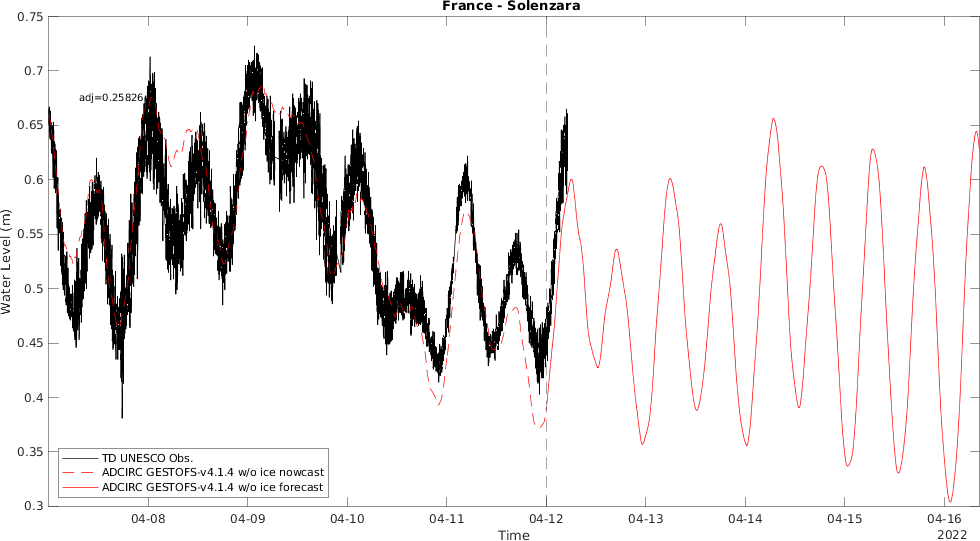 France - Solenzara
0.75
0.7
0.65
0.6
0.55
0.5
0.45
0.4
0.35
0.3
Water Level (m)
adj=0.25826
TD UNESCO Obs.
ADCIRC GESTOFS-v4.1.4 w/o ice nowcast
ADCIRC GESTOFS-v4.1.4 w/o ice forecast
04-08 04-09 04-10 04-11 04-12 04-13 04-14 04-15 04-16
Time
2022